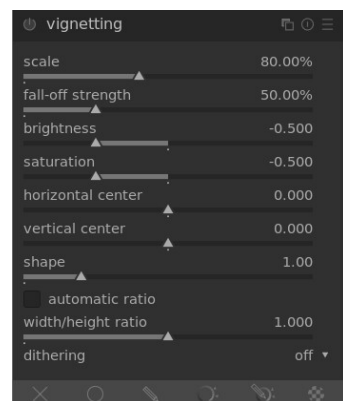 vignetting
scale 80.00%
fall-off strength 50.00%
brightness -0.500
saturation -0.500
horizontal center 0.000
vertical center 0.000
shape 1.00
automatic ratio
width/height ratio 1.000
dithering off